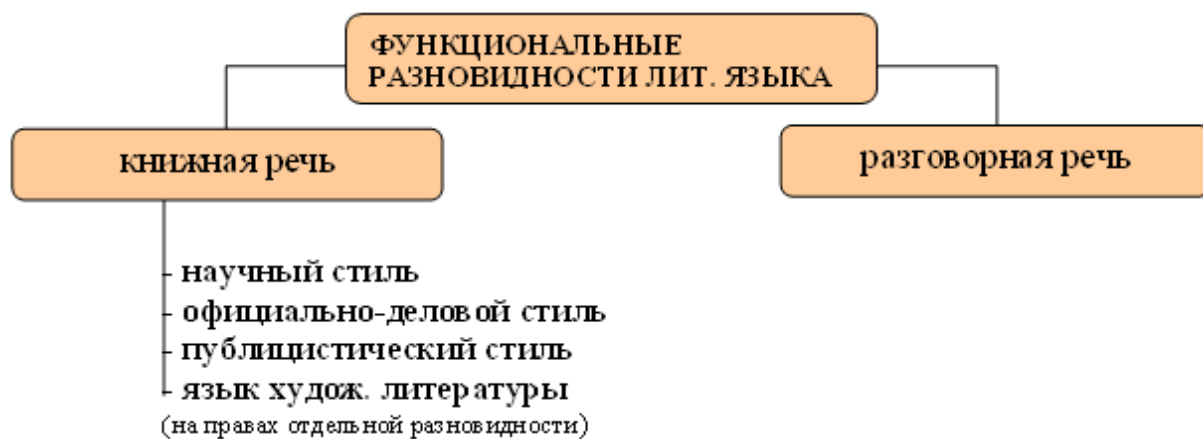 ФУНКЦИОНАЛЬНЫЕ
РАЗНОВИДНОСТИ ЛИТ. ЯЗЫКА
книжная речь
разговорная речь
- научный стиль
- официально-деловой стиль
- публицистический стиль
- язык худож. литературы
(на правах отдельной разновидности)